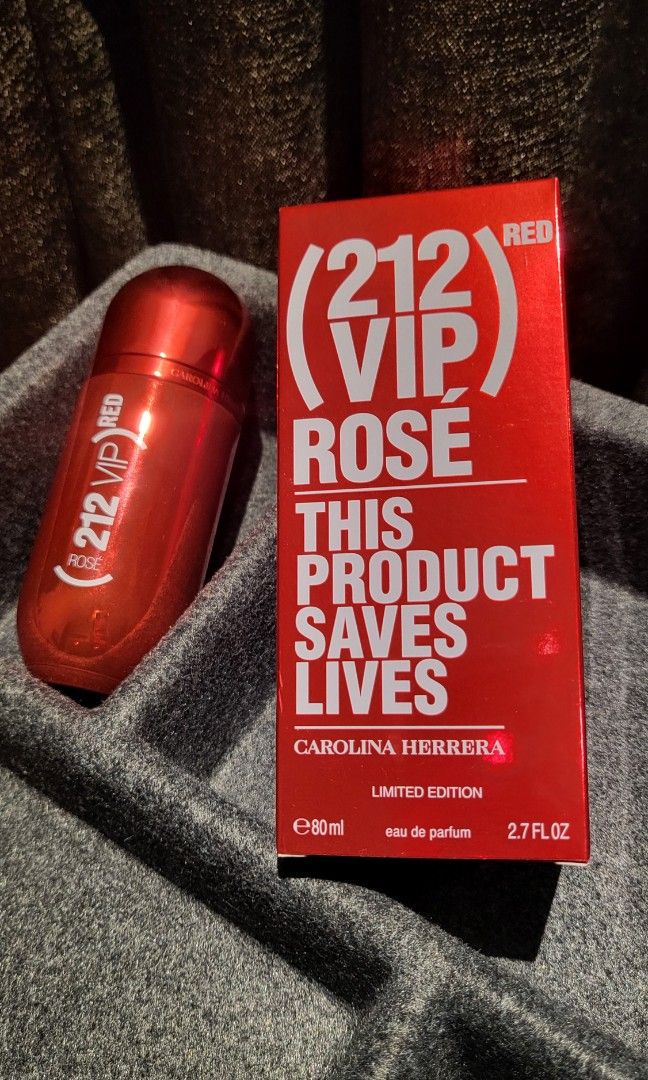 (212)RED
VIP
ROSÉ
THIS
PRODUCT
SAVES
LIVES
CAROLINA HERRERA
LIMITED EDITION
℮80ml eau de parfum 2.7 FL OZ
CAROLINA
ROSÉ
(212 VIP)RED